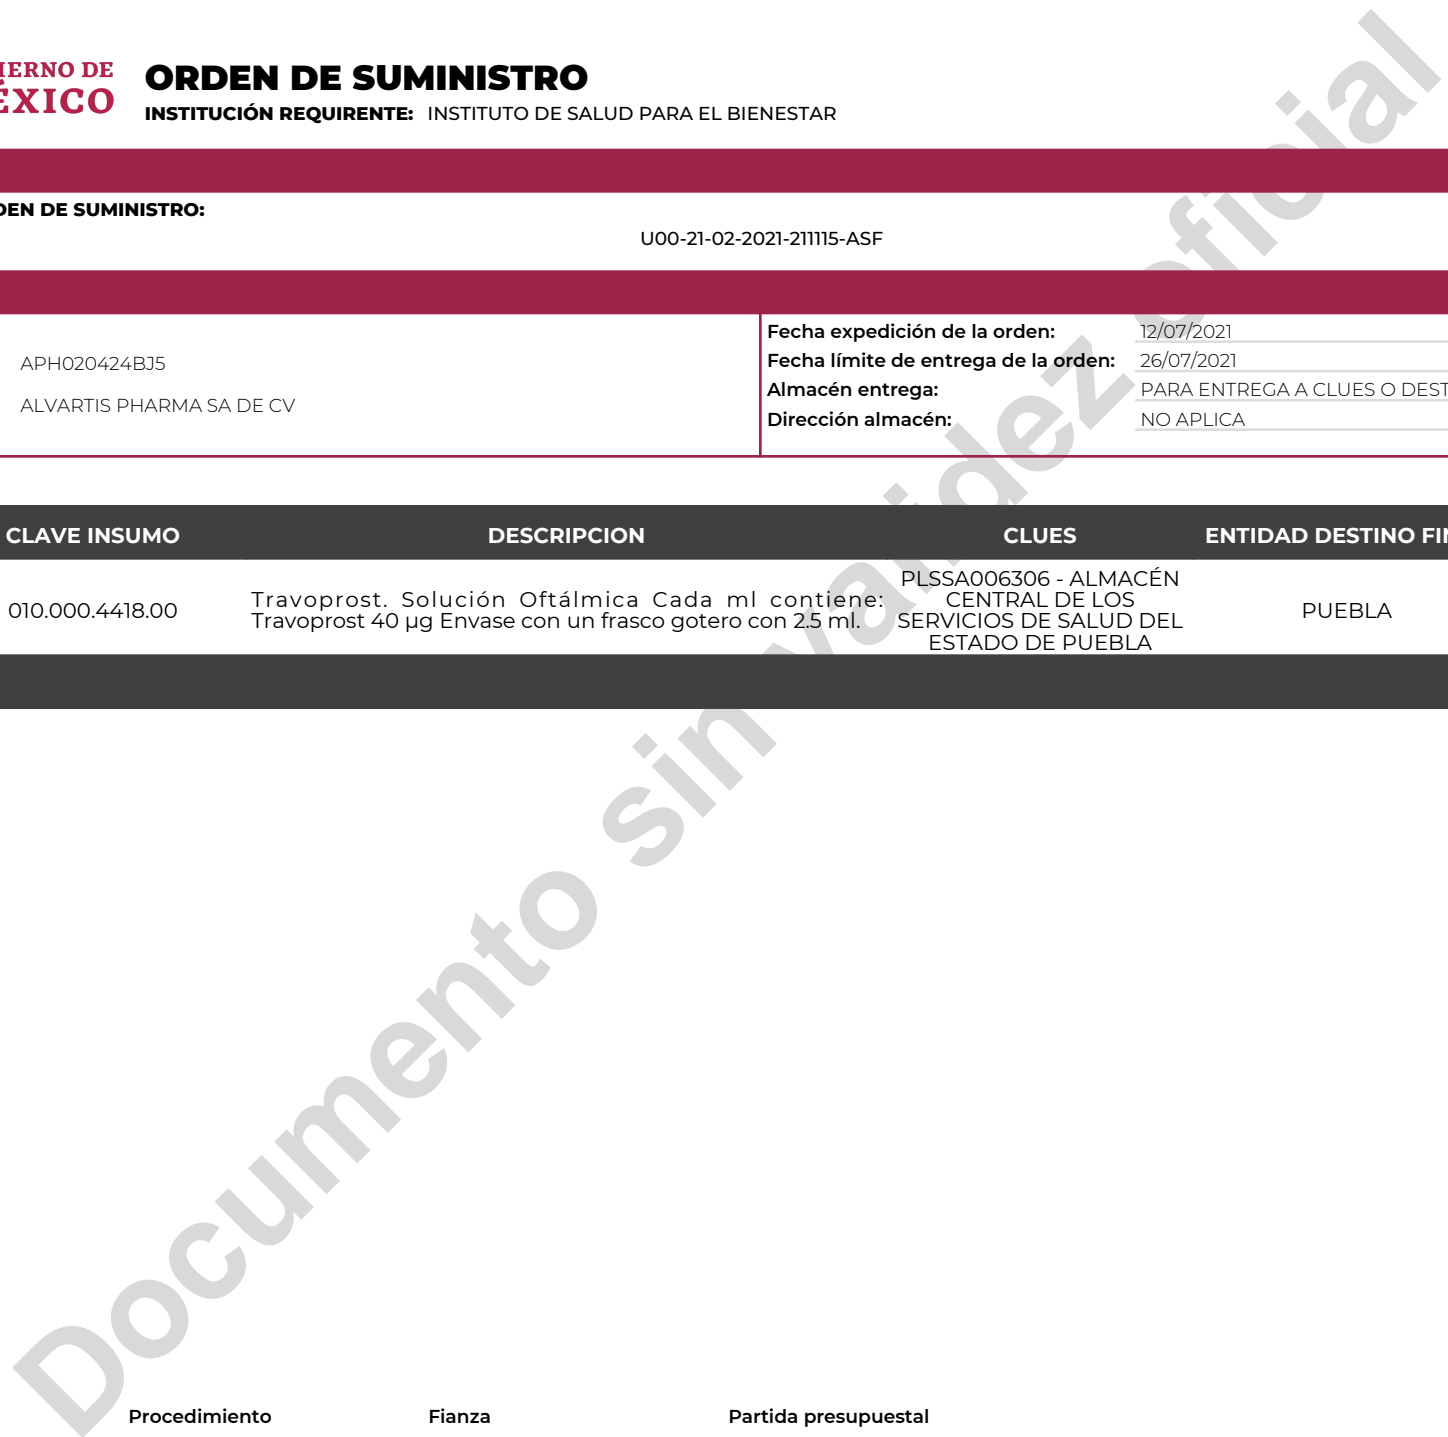 IERNO DE
ÉXICO
ORDEN DE SUMINISTRO
INSTITUCIÓN REQUIRENTE: INSTITUTO DE SALUD PARA EL BIENESTAR
DEN DE SUMINISTRO:
U00-21-02-2021-211115-ASF
APH020424BJ5
ALVARTIS PHARMA SA DE CV
Fecha expedición de la orden: 12/07/2021
Fecha límite de entrega de la orden: 26/07/2021
Almacén entrega: PARA ENTREGA A CLUES O DEST
Dirección almacén: NO APLICA
CLAVE INSUMO DESCRIPCION CLUES ENTIDAD DESTINO FIN
010.000.4418.00
Travoprost. Solución Oftálmica Cada ml contiene:
Travoprost 40 µg Envase con un frasco gotero con 2.5 ml.
PLSSA006306 - ALMACÉN
CENTRAL DE LOS
SERVICIOS DE SALUD DEL
ESTADO DE PUEBLA
PUEBLA
Documento sin validez oficial
Procedimiento Fianza Partida presupuestal